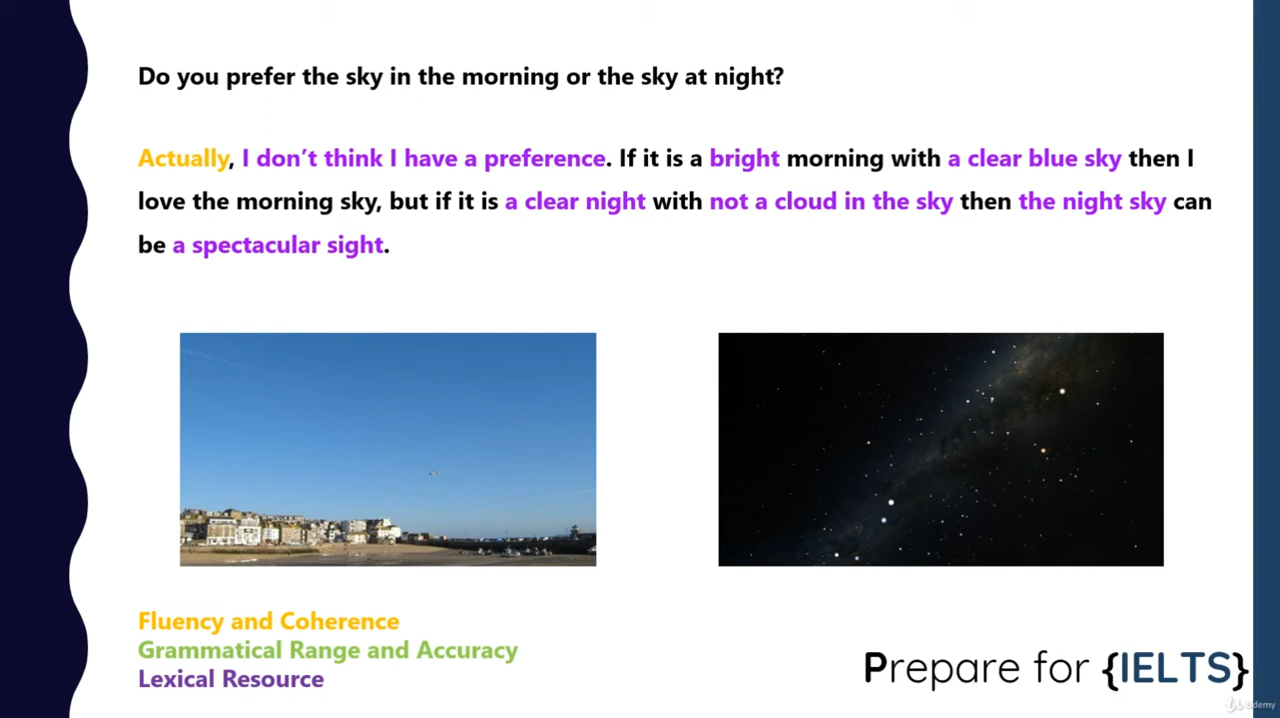 Do you prefer the sky in the morning or the sky at night?
Actually, I don’t think I have a preference. If it is a bright morning with a clear blue sky then I
love the morning sky, but if it is a clear night with not a cloud in the sky then the night sky can
be a spectacular sight.
Fluency and Coherence
Grammatical Range and Accuracy
Lexical Resource
Prepare for {IELTS}
Udemy